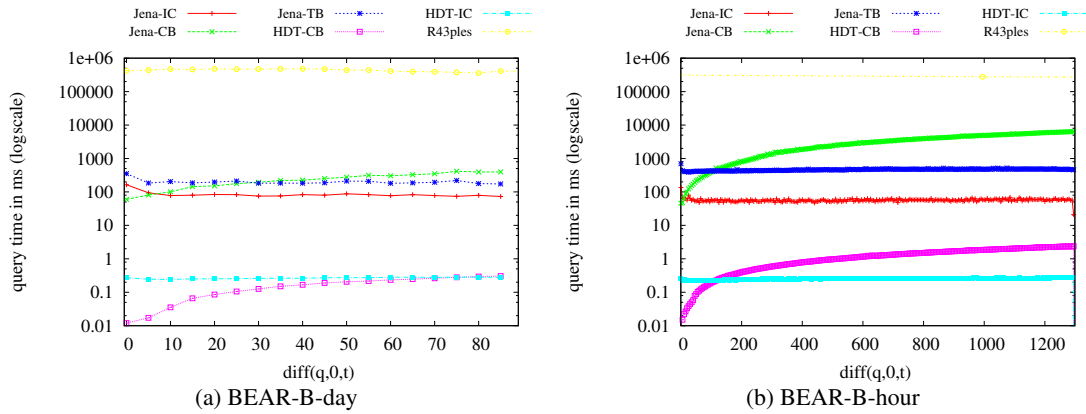 Jena-IC Jena-TB HDT-IC
Jena-CB HDT-CB R43ples
1e+06
100000
10000
1000
100
10
1
0.1
0.01
query time in ms (logscale)
0 10 20 30 40 50 60 70 80
diff(q,0,t)
(a) BEAR-B-day
Jena-IC Jena-TB HDT-IC
Jena-CB HDT-CB R43ples
1e+06
100000
10000
1000
100
10
1
0.1
0.01
query time in ms (logscale)
0 200 400 600 800 1000 1200
diff(q,0,t)
(b) BEAR-B-hour